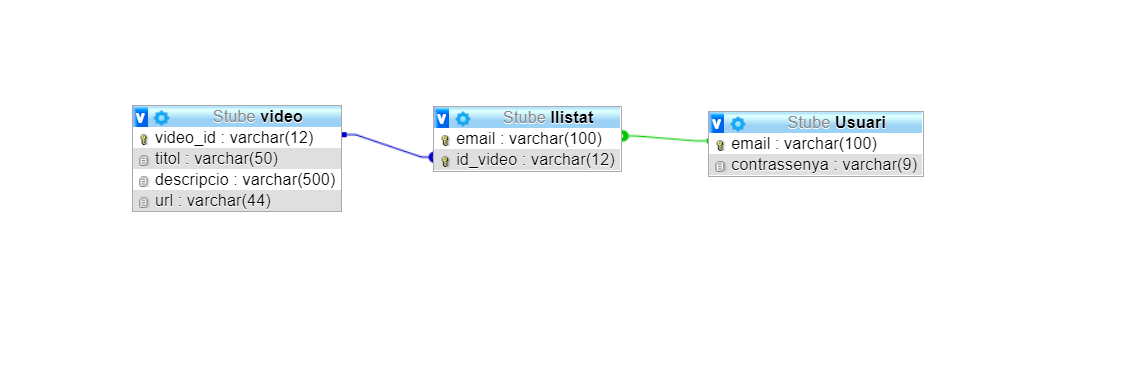 v Stube video
video_id : varchar(12)
titol : varchar(50)
descripcio : varchar(500)
url : varchar(44)
v Stube llistat
email : varchar(100)
id_video : varchar(12)
v Stube Usuari
email : varchar(100)
contrassenya : varchar(9)